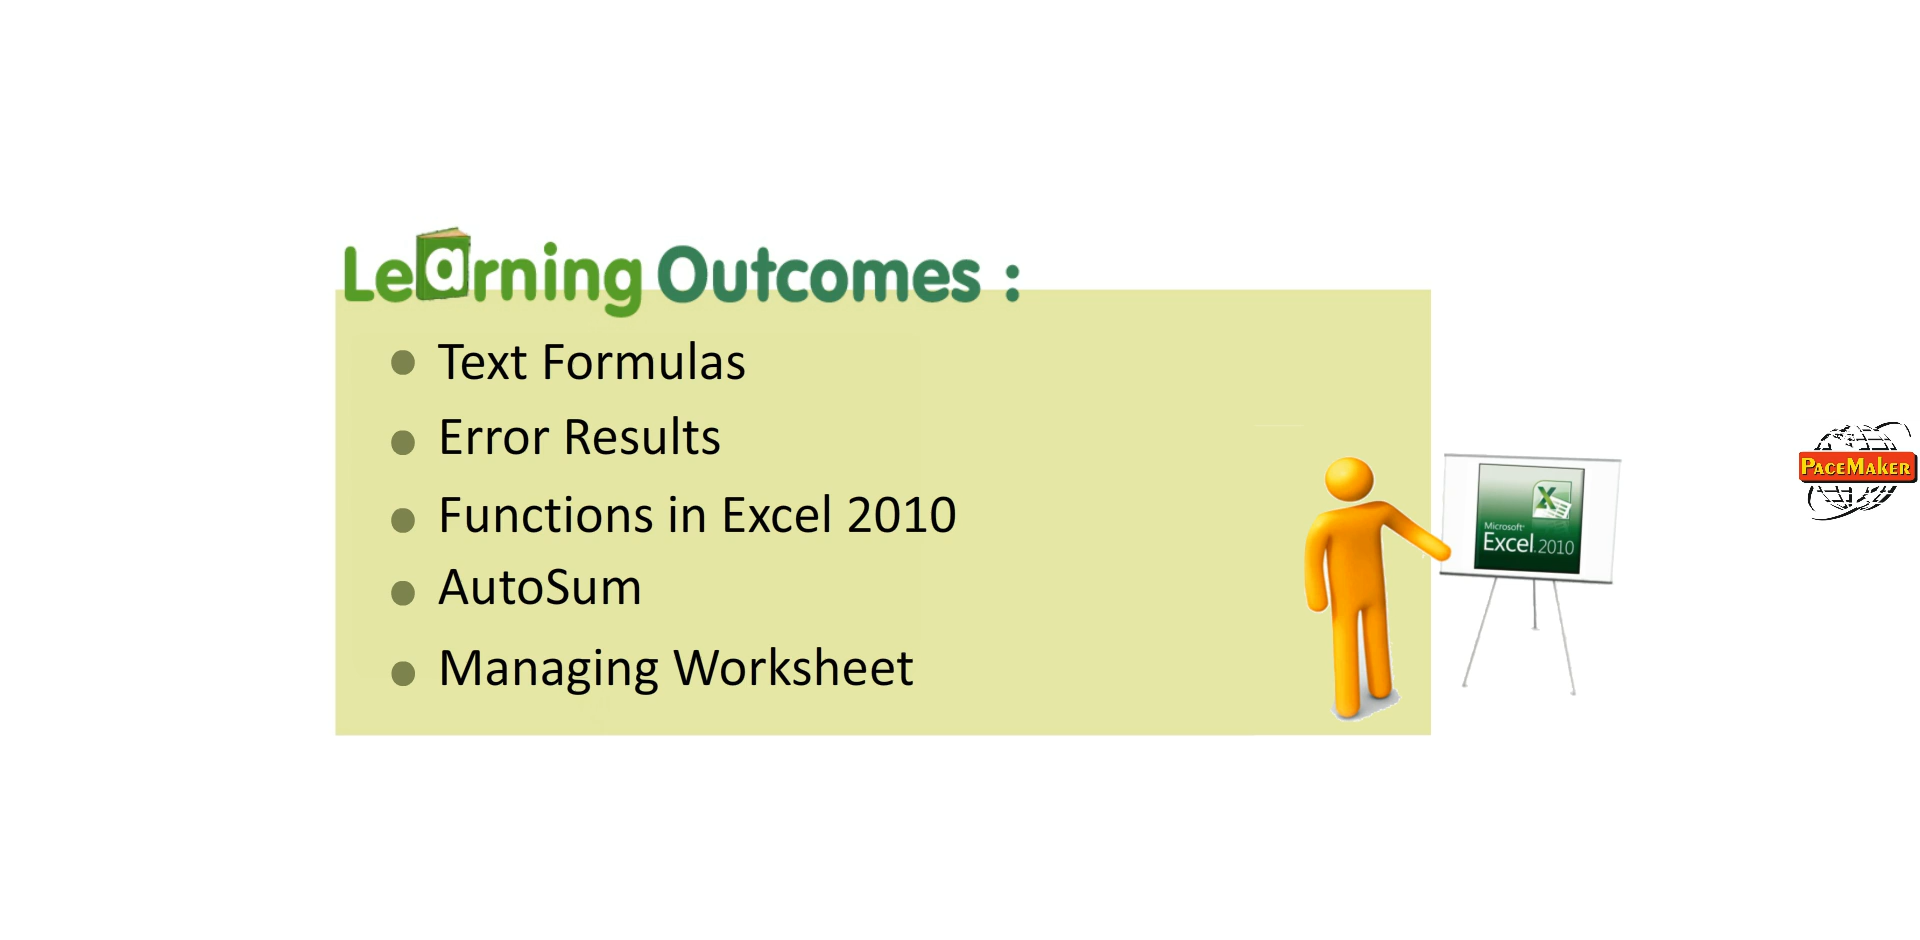 Learning Outcomes :
Text Formulas
Error Results
Functions in Excel 2010
AutoSum
Managing Worksheet
Microsoft
Excel 2010
PACEMAKER